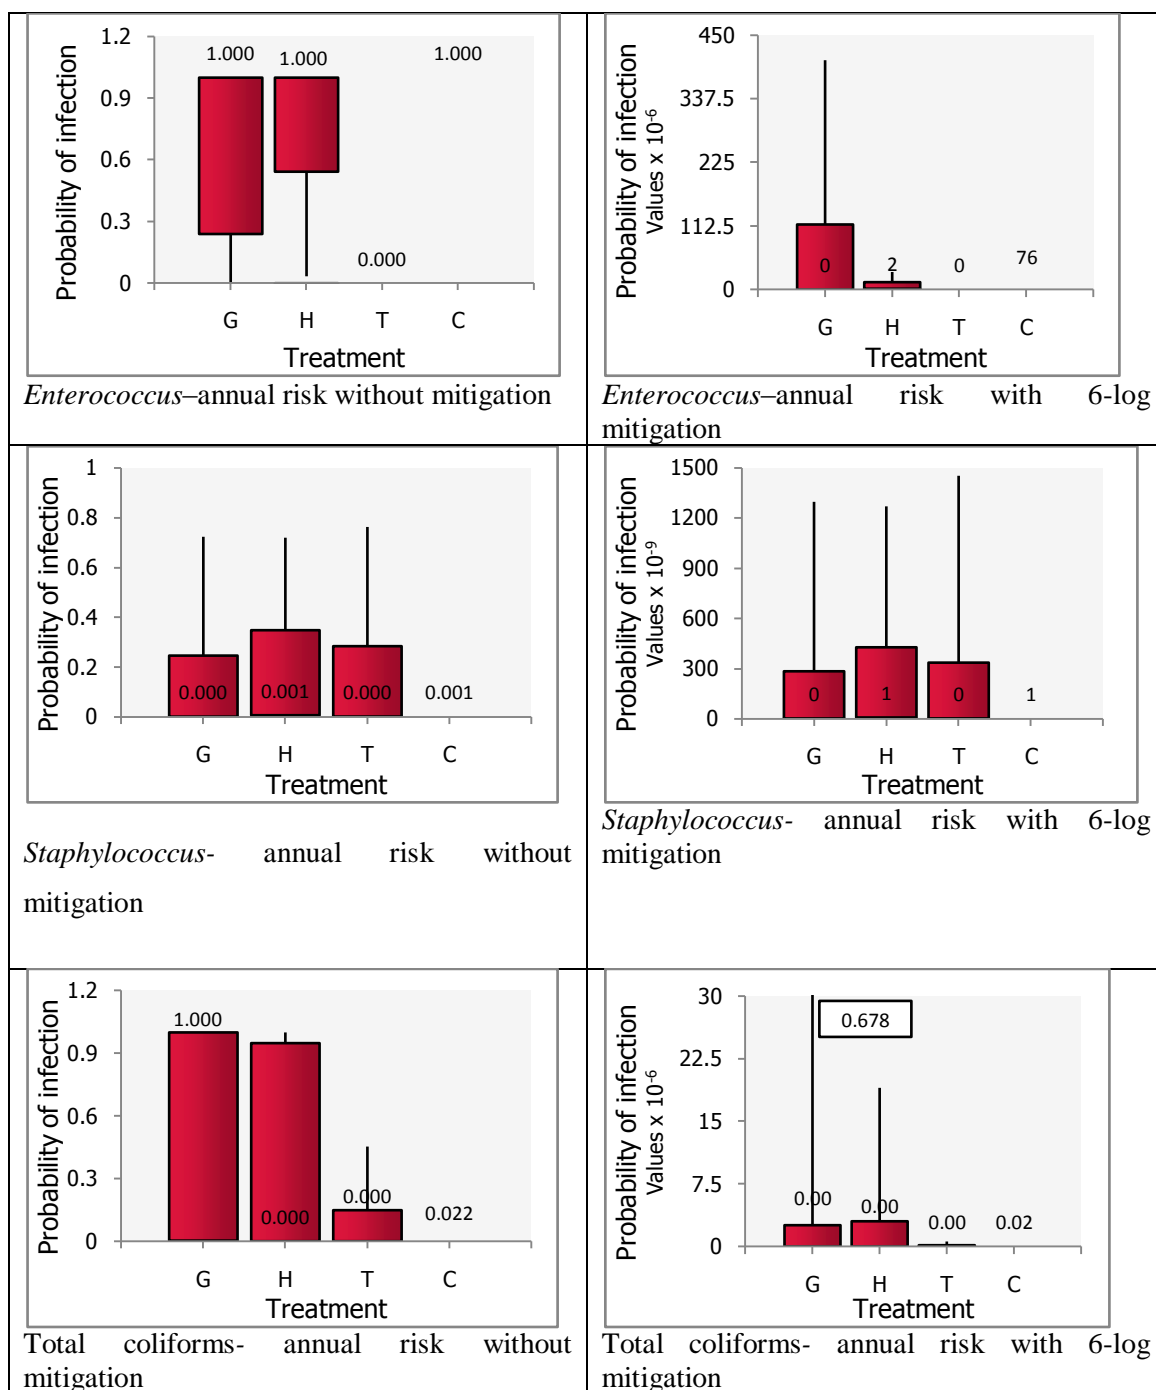 1.2
0.9
0.6
0.3
0
Probability of infection
1.000
1.000
0.000
1.000
G H T C
Treatment
Enterococcus–annual risk without mitigation
450
337.5
225
112.5
0
Probability of infection
Values x 10-6
0
2
0
76
G H T C
Treatment
Enterococcus–annual risk with 6-log
mitigation
1
0.8
0.6
0.4
0.2
0
Probability of infection
0.000
0.001
0.000
0.001
G H T C
Treatment
Staphylococcus- annual risk without
mitigation
1500
1200
900
600
300
0
Probability of infection
Values x 10-9
0
1
0
1
G H T C
Treatment
Staphylococcus- annual risk with 6-log
mitigation
1.2
0.9
0.6
0.3
0
Probability of infection
1.000
0.000
0.000
0.022
G H T C
Treatment
Total coliforms- annual risk without
mitigation
30
22.5
15
7.5
0
Probability of infection
Values x 10-6
0.678
0.00
0.00
0.00
0.02
G H T C
Treatment
Total coliforms- annual risk with 6-log
mitigation